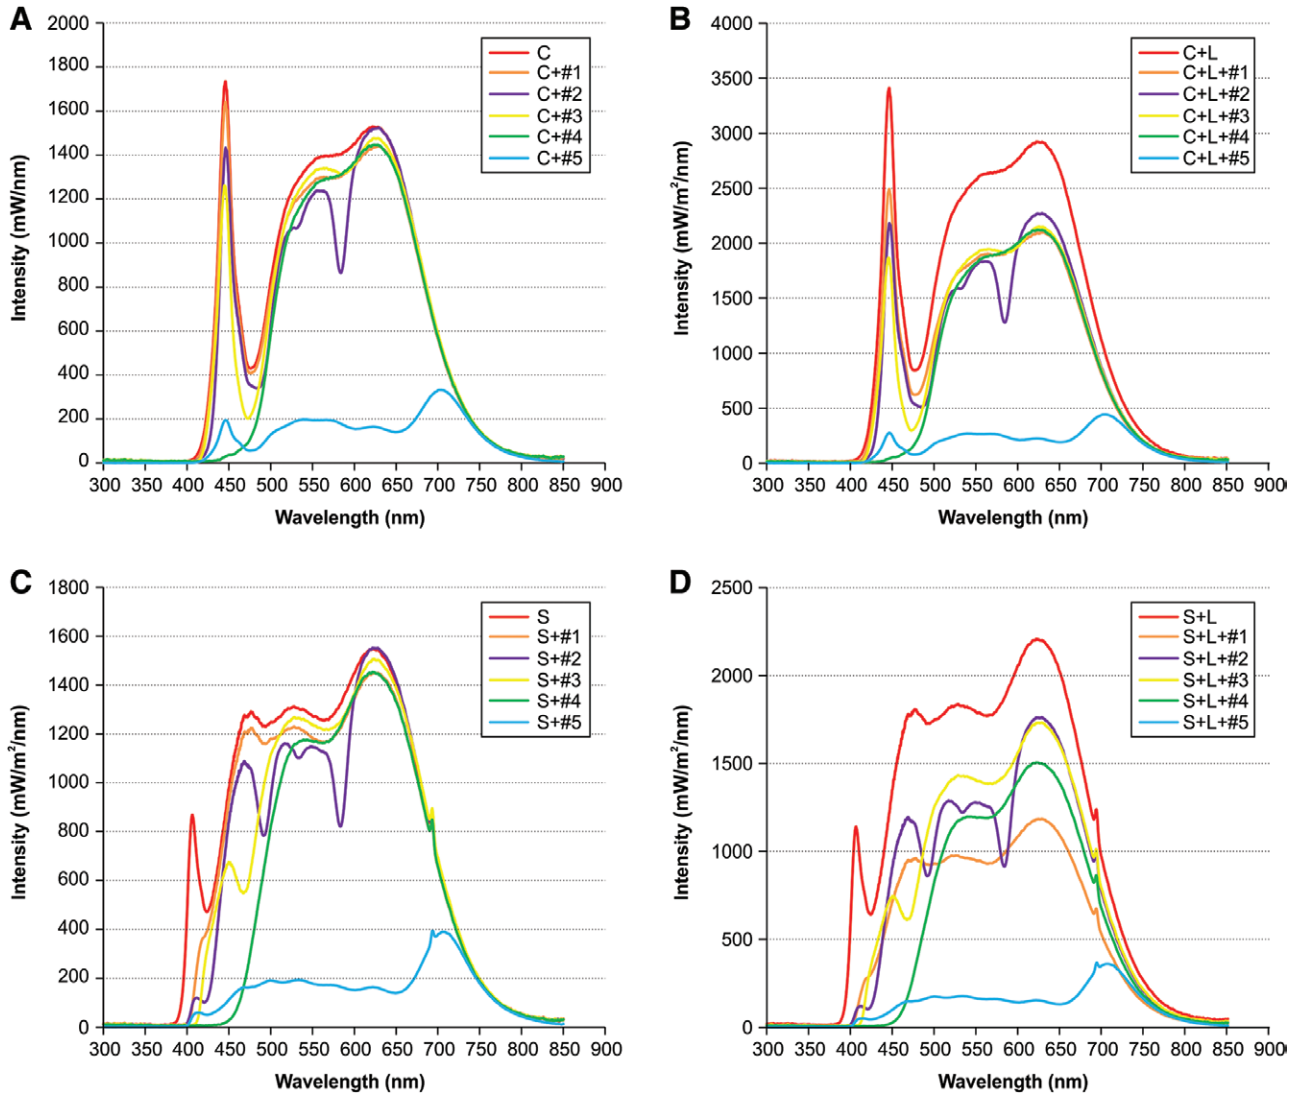 A
2000
1800
1600
1400
1200
1000
800
600
400
200
0
300 350 400 450 500 550 600 650 700 750 800 850 900
Wavelength (nm)
Intensity (mW/nm)
C
C+#1
C+#2
C+#3
C+#4
C+#5
B
4000
3500
3000
2500
2000
1500
1000
500
0
300 350 400 450 500 550 600 650 700 750 800 850 900
Wavelength (nm)
Intensity (mW/m²/nm)
C+L
C+L+#1
C+L+#2
C+L+#3
C+L+#4
C+L+#5
C
1800
1600
1400
1200
1000
800
600
400
200
0
300 350 400 450 500 550 600 650 700 750 800 850 900
Wavelength (nm)
Intensity (mW/m²/nm)
S
S+#1
S+#2
S+#3
S+#4
S+#5
D
2500
2000
1500
1000
500
0
300 350 400 450 500 550 600 650 700 750 800 850 900
Wavelength (nm)
Intensity (mW/m²/nm)
S+L
S+L+#1
S+L+#2
S+L+#3
S+L+#4
S+L+#5